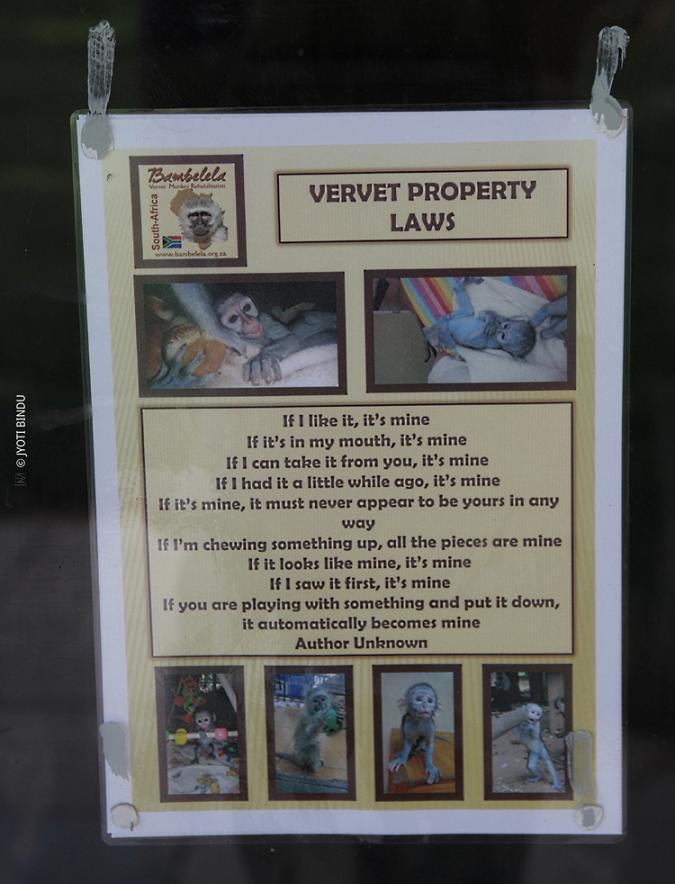 Bambelela
Vervet Monkey Rehabilitation
South-Africa
www.bambelela.org.za
VERVET PROPERTY
LAWS
If I like it, it's mine
If it's in my mouth, it's mine
If I can take it from you, it's mine
If I had it a little while ago, it's mine
If it's mine, it must never appear to be yours in any
way
If I'm chewing something up, all the pieces are mine
If it looks like mine, it's mine
If I saw it first, it's mine
If you are playing with something and put it down,
it automatically becomes mine
Author Unknown
© JYOTI BINDU